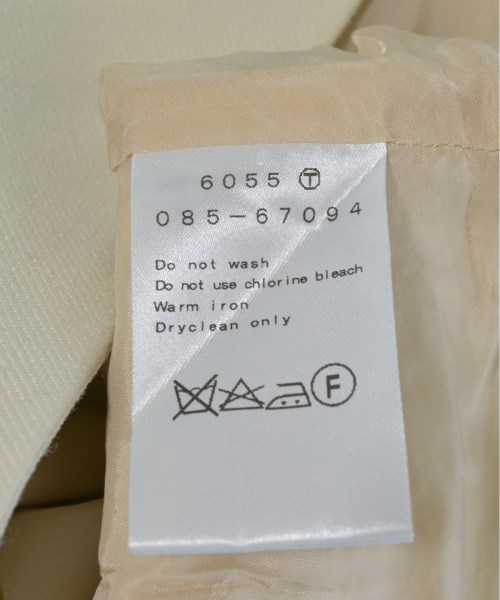 6055 Ⓣ
085-67094
Do not wash
Do not use chlorine bleach
Warm iron
Dryclean only
Ⓕ